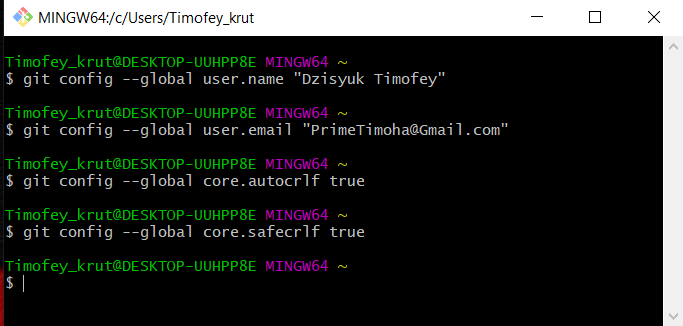 MINGW64:/c/Users/Timofey_krut
Timofey_krut@DESKTOP-UUHPP8E MINGW64 ~
$ git config --global user.name "Dzisyuk Timofey"
Timofey_krut@DESKTOP-UUHPP8E MINGW64 ~
$ git config --global user.email "PrimeTimoha@Gmail.com"
Timofey_krut@DESKTOP-UUHPP8E MINGW64 ~
$ git config --global core.autocrlf true
Timofey_krut@DESKTOP-UUHPP8E MINGW64 ~
$ git config --global core.safecrlf true
Timofey_krut@DESKTOP-UUHPP8E MINGW64 ~
$